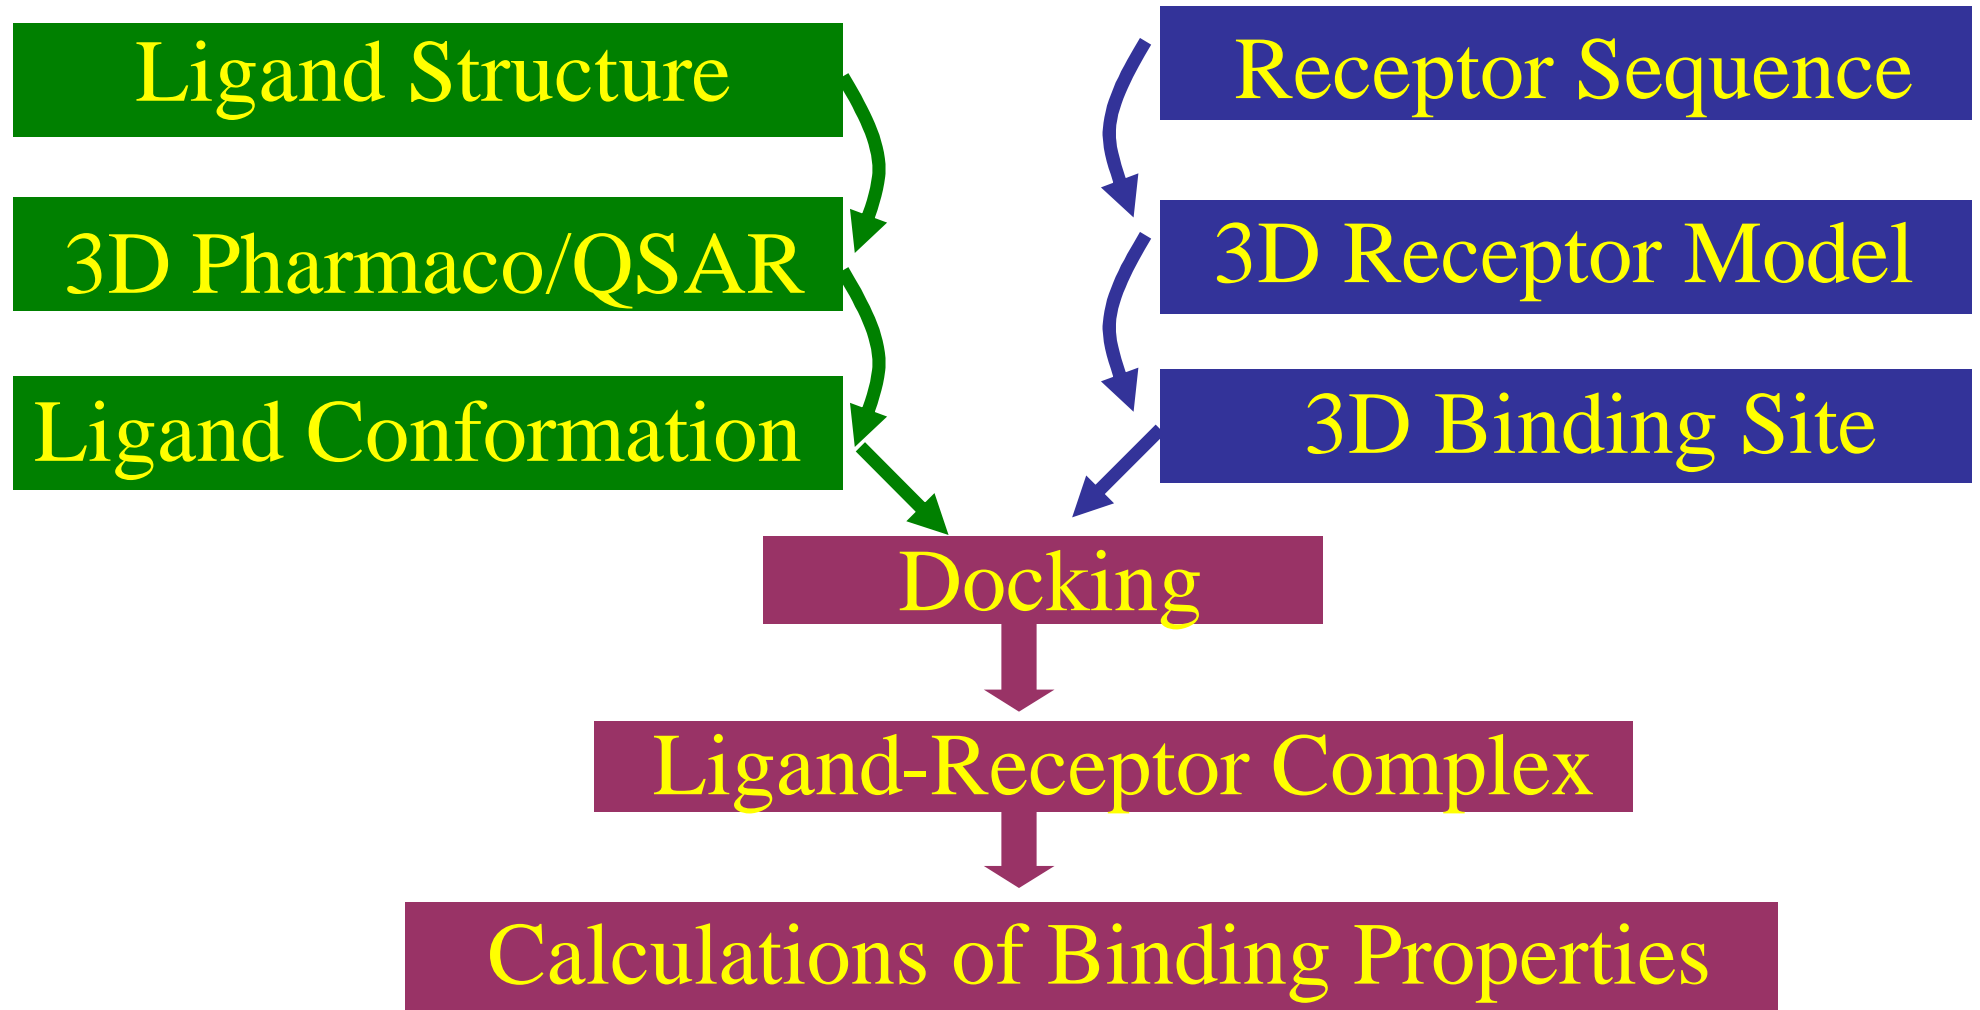 Ligand Structure
3D Pharmaco/QSAR
Ligand Conformation
Receptor Sequence
3D Receptor Model
3D Binding Site
Docking
Ligand-Receptor Complex
Calculations of Binding Properties